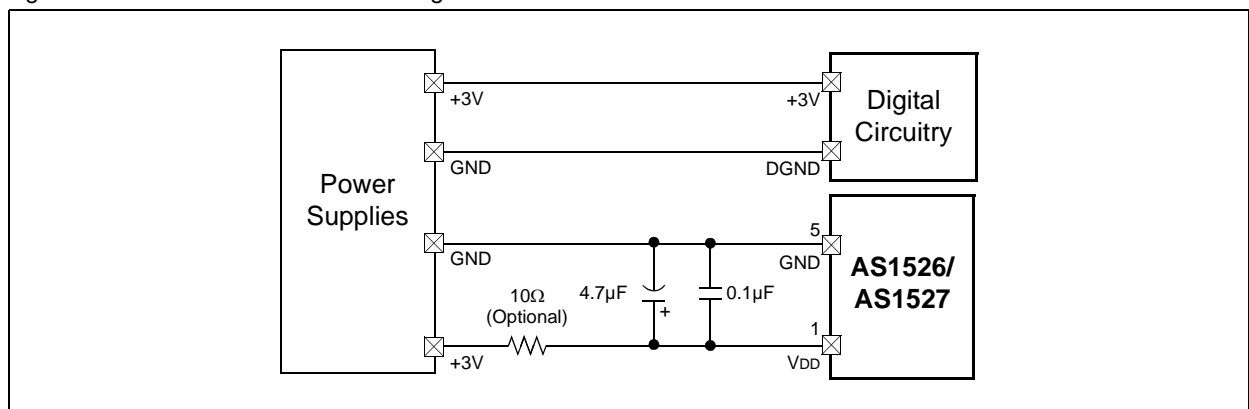 Power
Supplies
+3V
GND
GND
+3V
10Ω
(Optional)
4.7µF
+
0.1µF
+3V
DGND
Digital
Circuitry
5
GND
1
VDD
AS1526/
AS1527